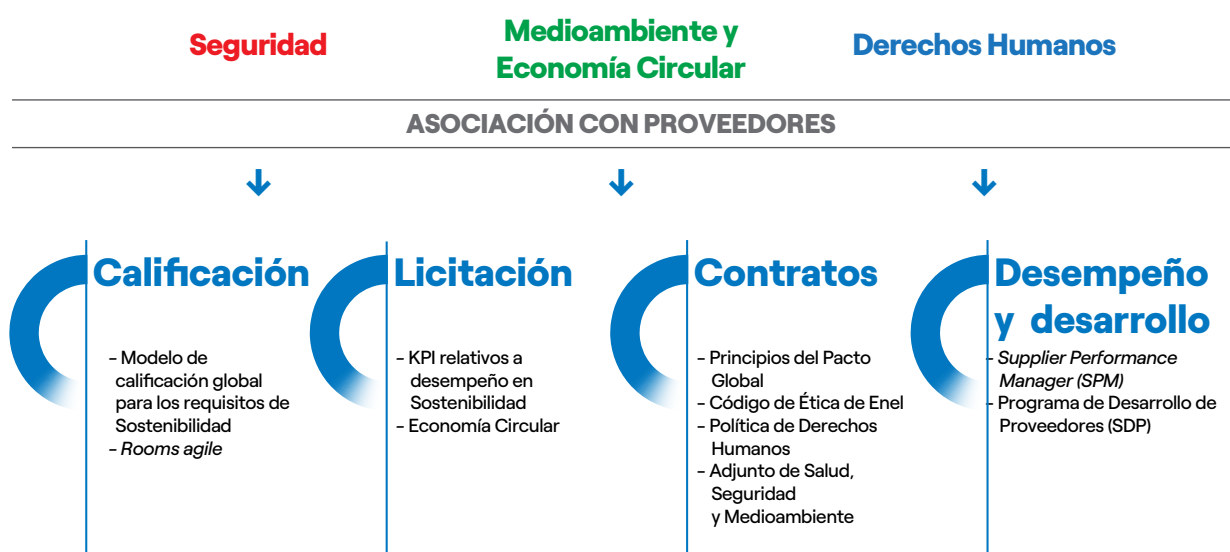 Seguridad
Medioambiente y
Economía Circular
Derechos Humanos
ASOCIACIÓN CON PROVEEDORES
Calificación
– Modelo de
calificación global
para los requisitos de
Sostenibilidad
– Rooms agile
Licitación
– KPI relativos a
desempeño en
Sostenibilidad
– Economía Circular
Contratos
– Principios del Pacto
Global
– Código de Ética de Enel
– Política de Derechos
Humanos
– Adjunto de Salud,
Seguridad
y Medioambiente
Desempeño
y desarrollo
– Supplier Performance
Manager (SPM)
– Programa de Desarrollo de
Proveedores (SDP)